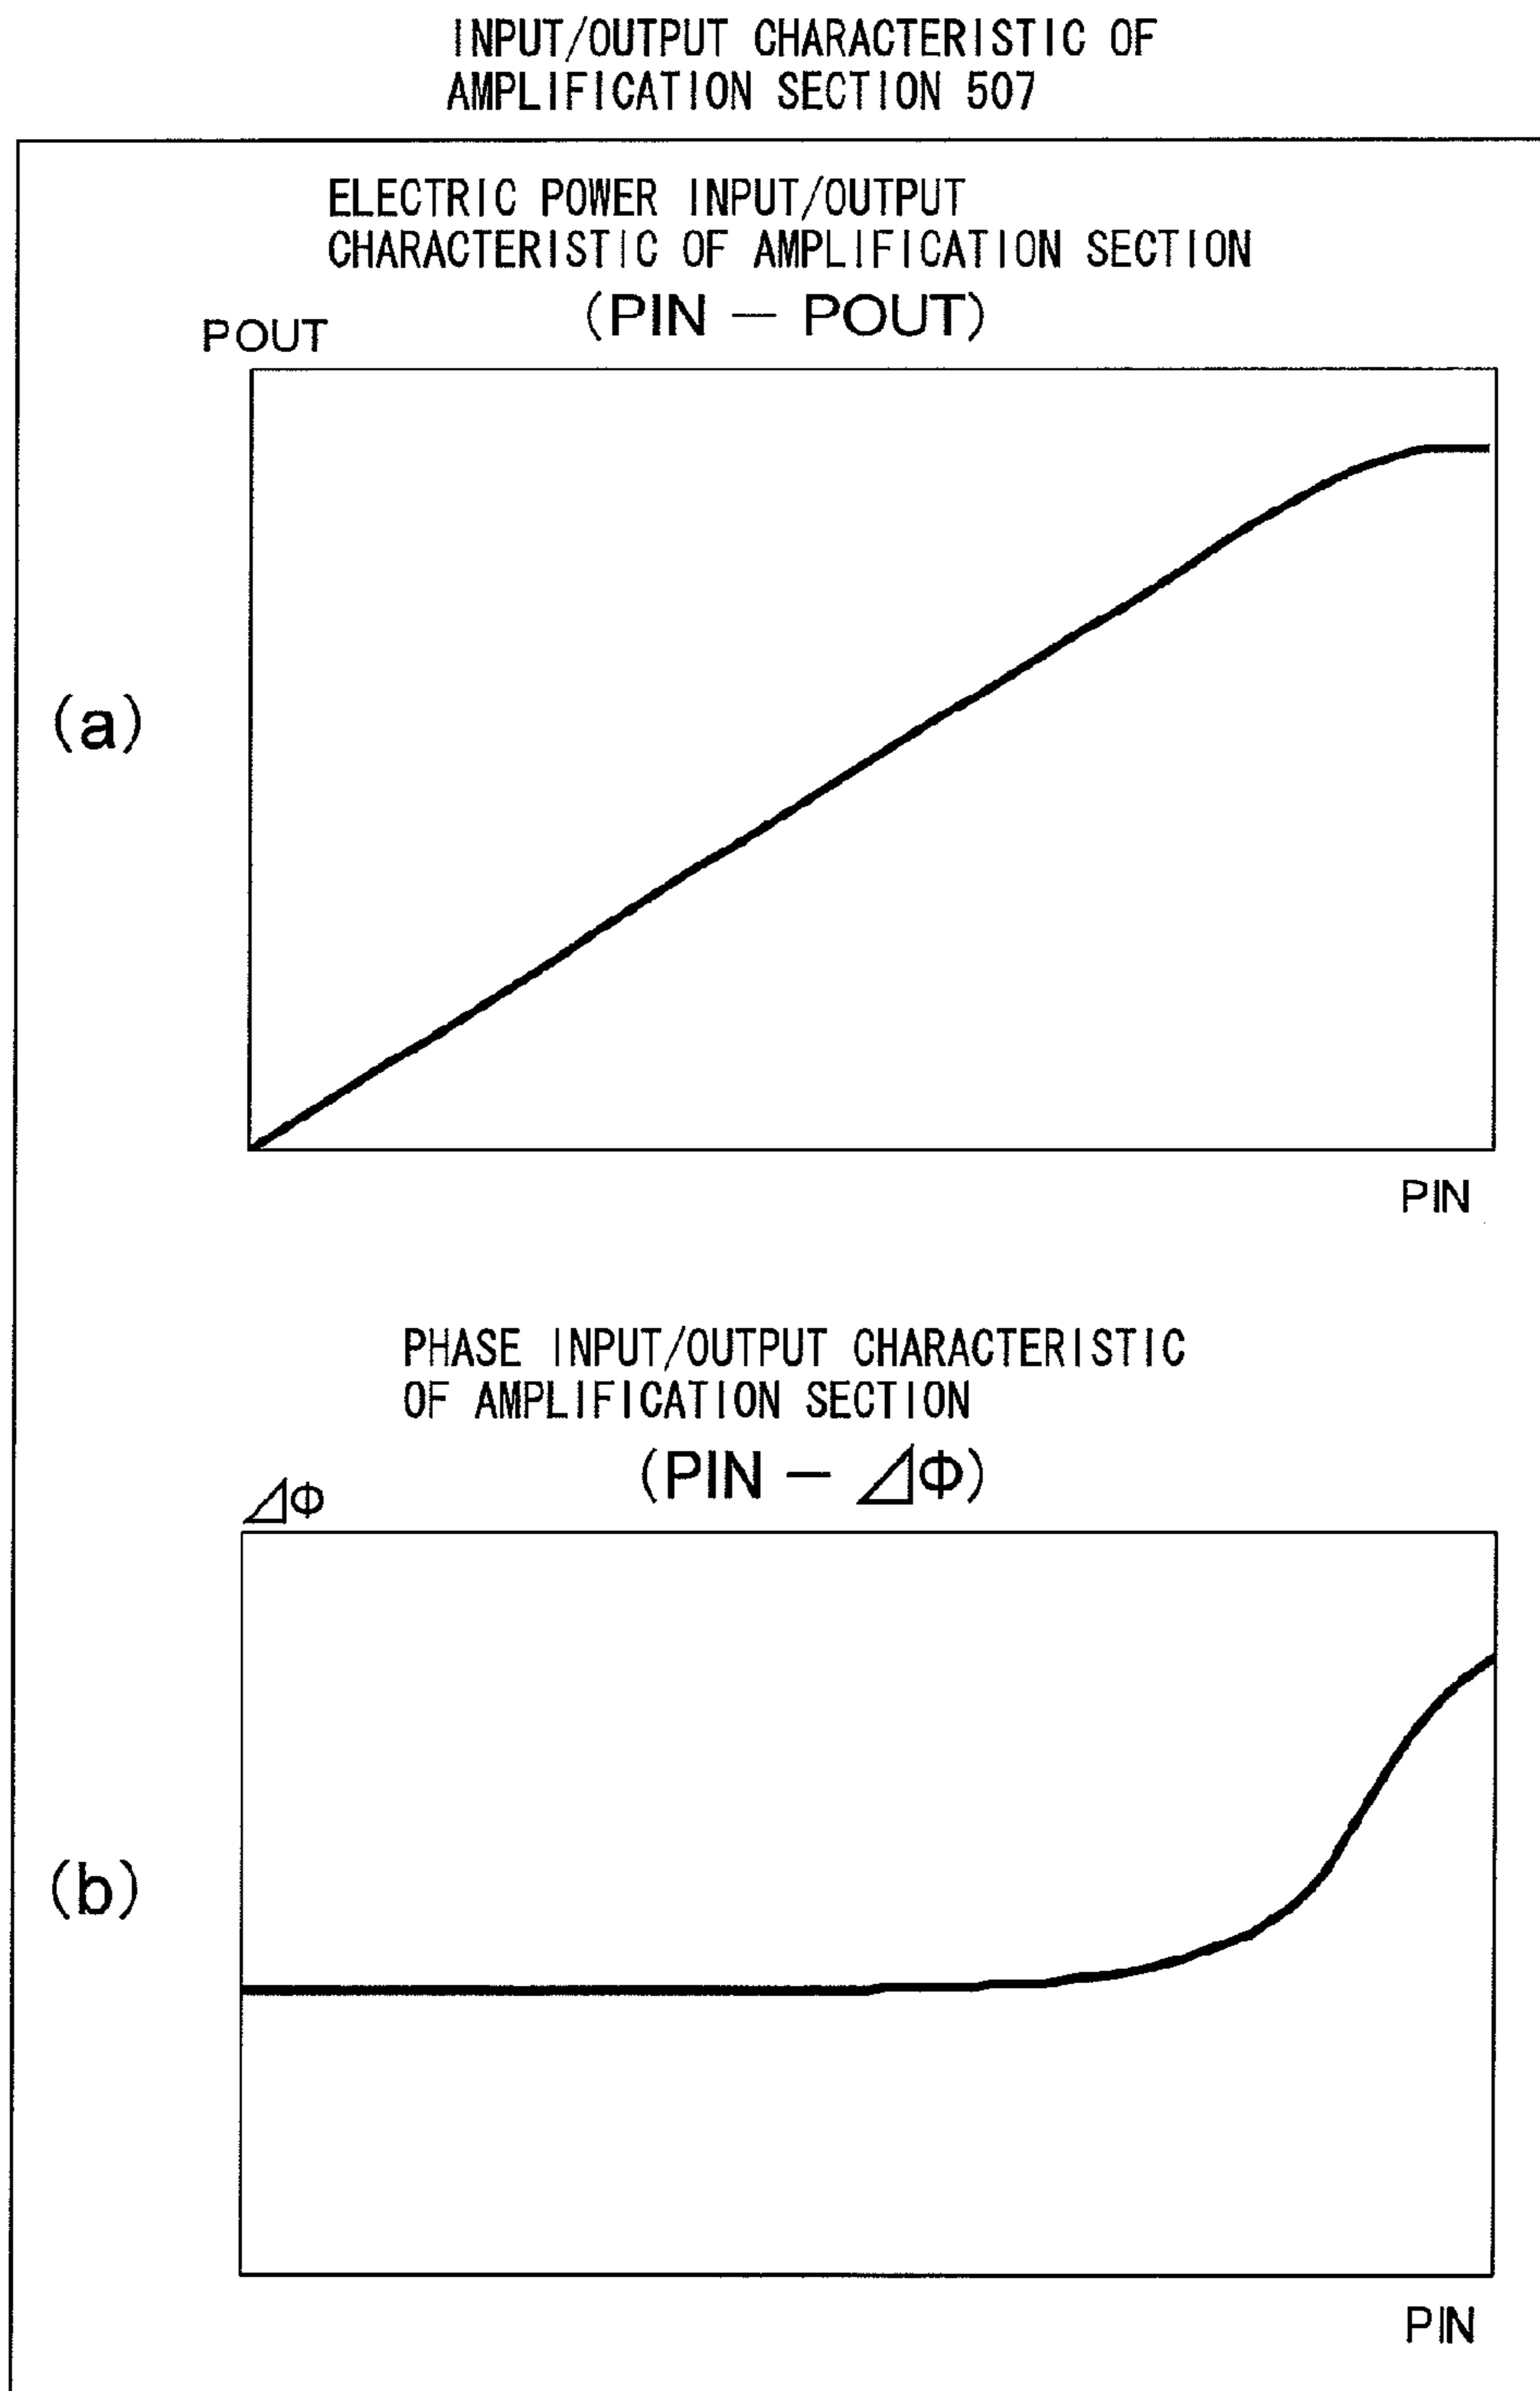 INPUT/OUTPUT CHARACTERISTIC OF
AMPLIFICATION SECTION 507
ELECTRIC POWER INPUT/OUTPUT
CHARACTERISTIC OF AMPLIFICATION SECTION
(PIN — POUT)
POUT
(a)
PIN
PHASE INPUT/OUTPUT CHARACTERISTIC
OF AMPLIFICATION SECTION
(PIN — ⊿Φ)
⊿Φ
(b)
PIN